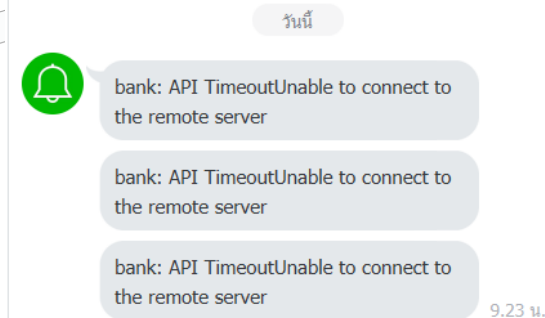 วันนี้
bank: API TimeoutUnable to connect to
the remote server
bank: API TimeoutUnable to connect to
the remote server
bank: API TimeoutUnable to connect to
the remote server
9.23 น.